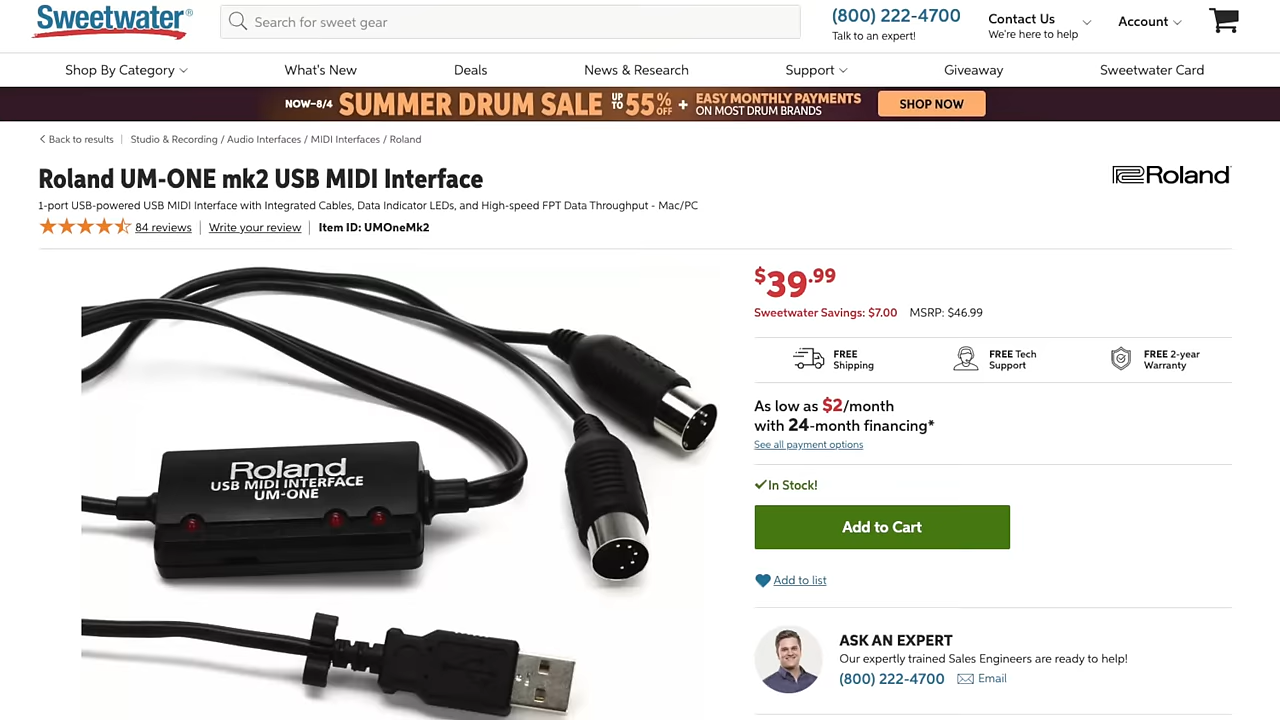 Sweetwater®
Search for sweet gear
(800) 222-4700
Talk to an expert!
Contact Us
We're here to help
Account
Shop By Category
What's New
Deals
News & Research
Support
Giveaway
Sweetwater Card
NOW-8/4 SUMMER DRUM SALE UP TO 55% OFF + EASY MONTHLY PAYMENTS ON MOST DRUM BRANDS
SHOP NOW
Back to results
Studio & Recording / Audio Interfaces / MIDI Interfaces / Roland
Roland UM-ONE mk2 USB MIDI Interface
Roland
1-port USB-powered USB MIDI Interface with Integrated Cables, Data Indicator LEDs, and High-speed FPT Data Throughput - Mac/PC
84 reviews | Write your review | Item ID: UMOneMk2
Roland
USB MIDI INTERFACE
UM-ONE
$39.99
Sweetwater Savings: $7.00 MSRP: $46.99
FREE
Shipping
FREE Tech
Support
FREE 2-year
Warranty
As low as $2/month
with 24-month financing*
See all payment options
In Stock!
Add to Cart
Add to list
ASK AN EXPERT
Our expertly trained Sales Engineers are ready to help!
(800) 222-4700
Email